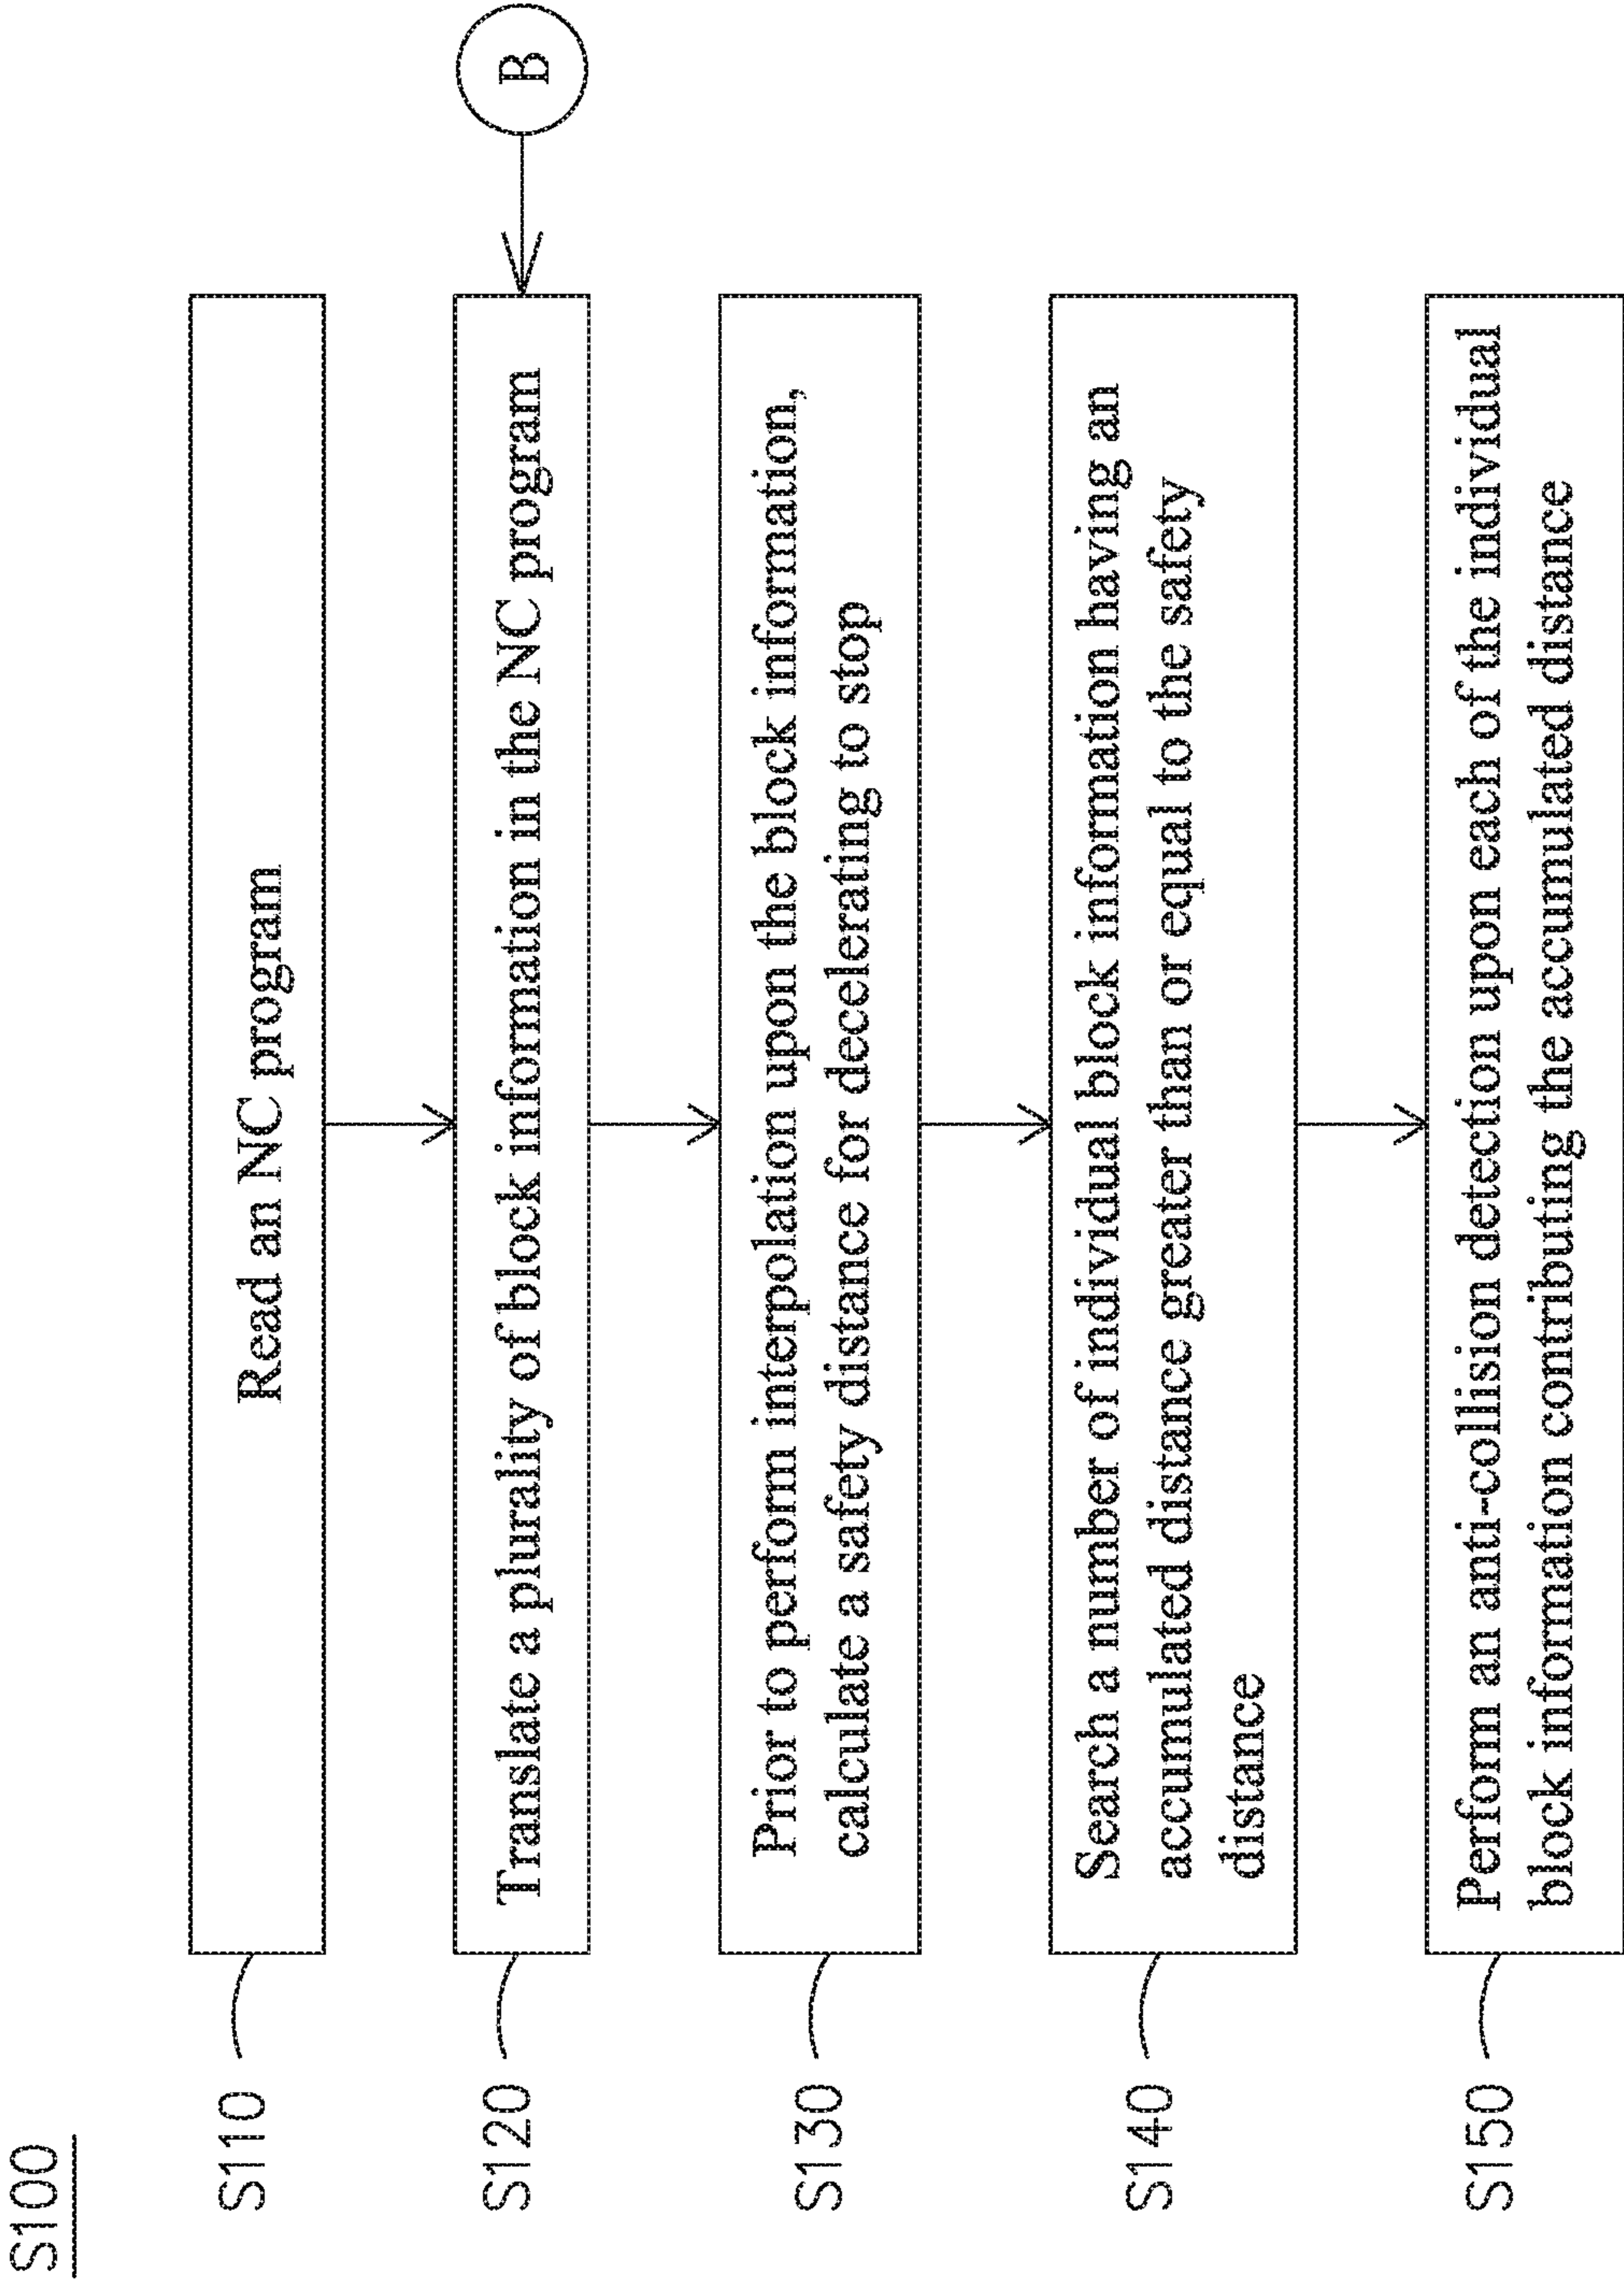 S100
S110
Read an NC program
S120
Translate a plurality of block information in the NC program
B
S130
Prior to perform interpolation upon the block information,
calculate a safety distance for decelerating to stop
S140
Search a number of individual block information having an
accumulated distance greater than or equal to the safety
distance
S150
Perform an anti-collision detection upon each of the individual
block information contributing the accumulated distance